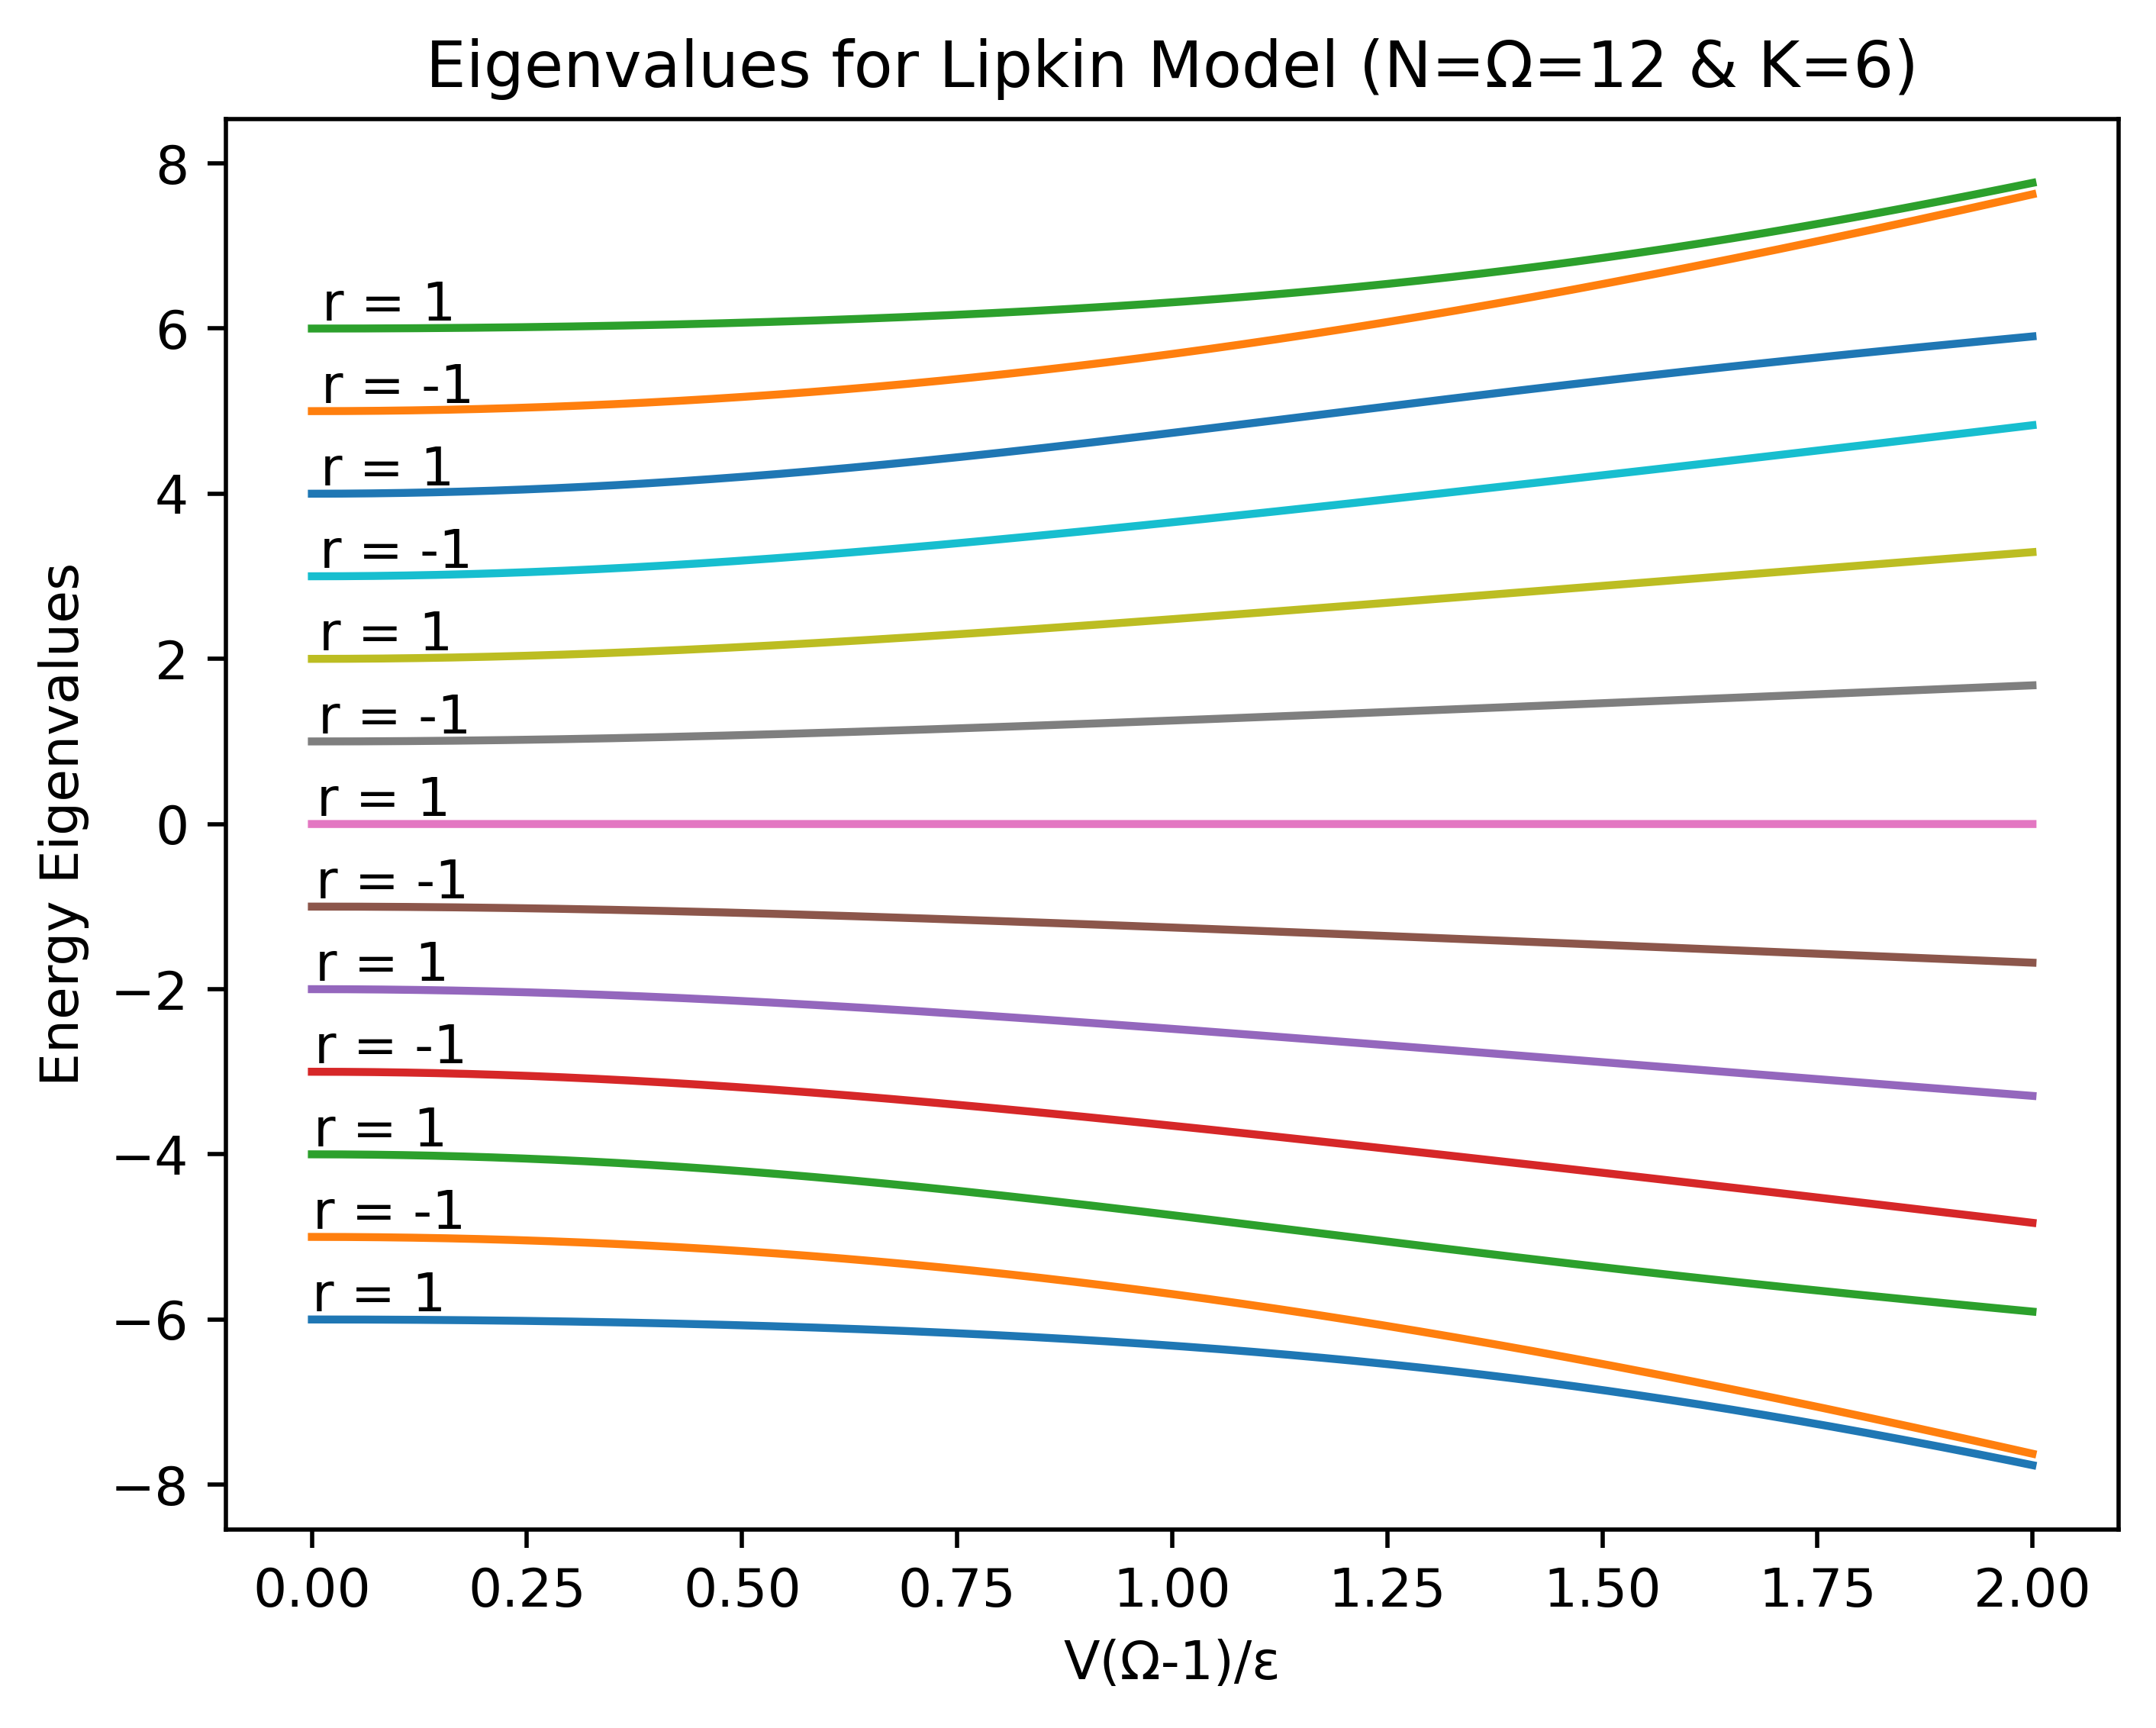 Eigenvalues for Lipkin Model (N=Ω=12 & K=6)
8
6
4
2
0
−2
−4
−6
−8
Energy Eigenvalues
r = 1
r = -1
r = 1
r = -1
r = 1
r = -1
r = 1
r = -1
r = 1
r = -1
r = 1
r = -1
r = 1
0.00 0.25 0.50 0.75 1.00 1.25 1.50 1.75 2.00
V(Ω-1)/ε